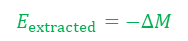 E_extracted = −ΔM